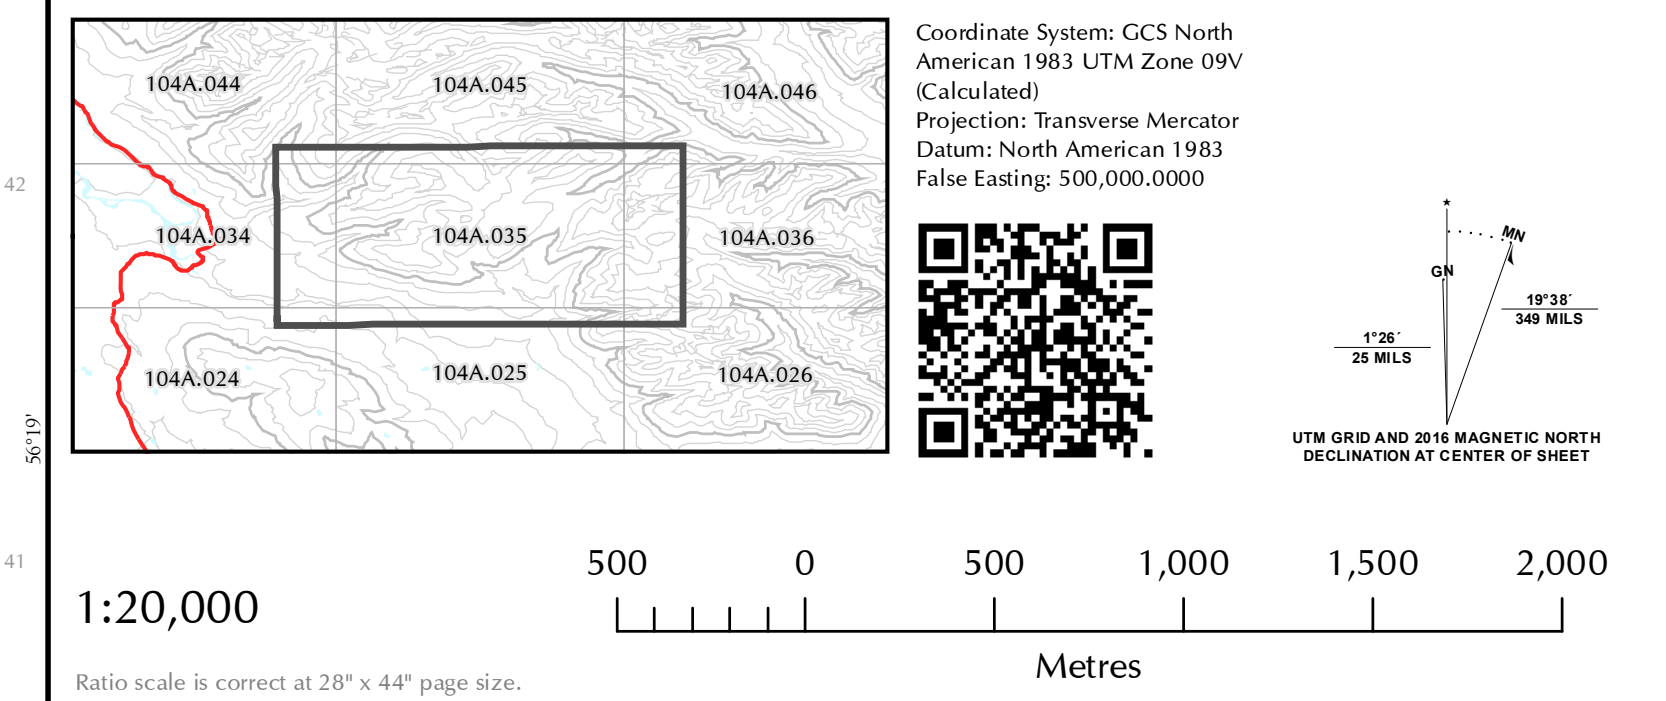 104A.044
104A.045
104A.046
104A.034
104A.035
104A.036
104A.024
104A.025
104A.026
42
56°19'
41
Coordinate System: GCS North
American 1983 UTM Zone 09V
(Calculated)
Projection: Transverse Mercator
Datum: North American 1983
False Easting: 500,000.0000
MN
GN
19°38´
349 MILS
1°26´
25 MILS
UTM GRID AND 2016 MAGNETIC NORTH
DECLINATION AT CENTER OF SHEET
1:20,000
500 0 500 1,000 1,500 2,000
Metres
Ratio scale is correct at 28" x 44" page size.